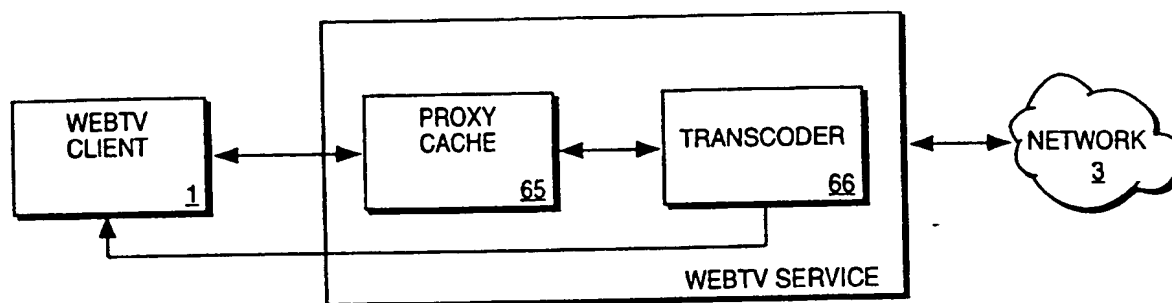 WEBTV
CLIENT
1
PROXY
CACHE
65
TRANSCODER
66
NETWORK
3
WEBTV SERVICE